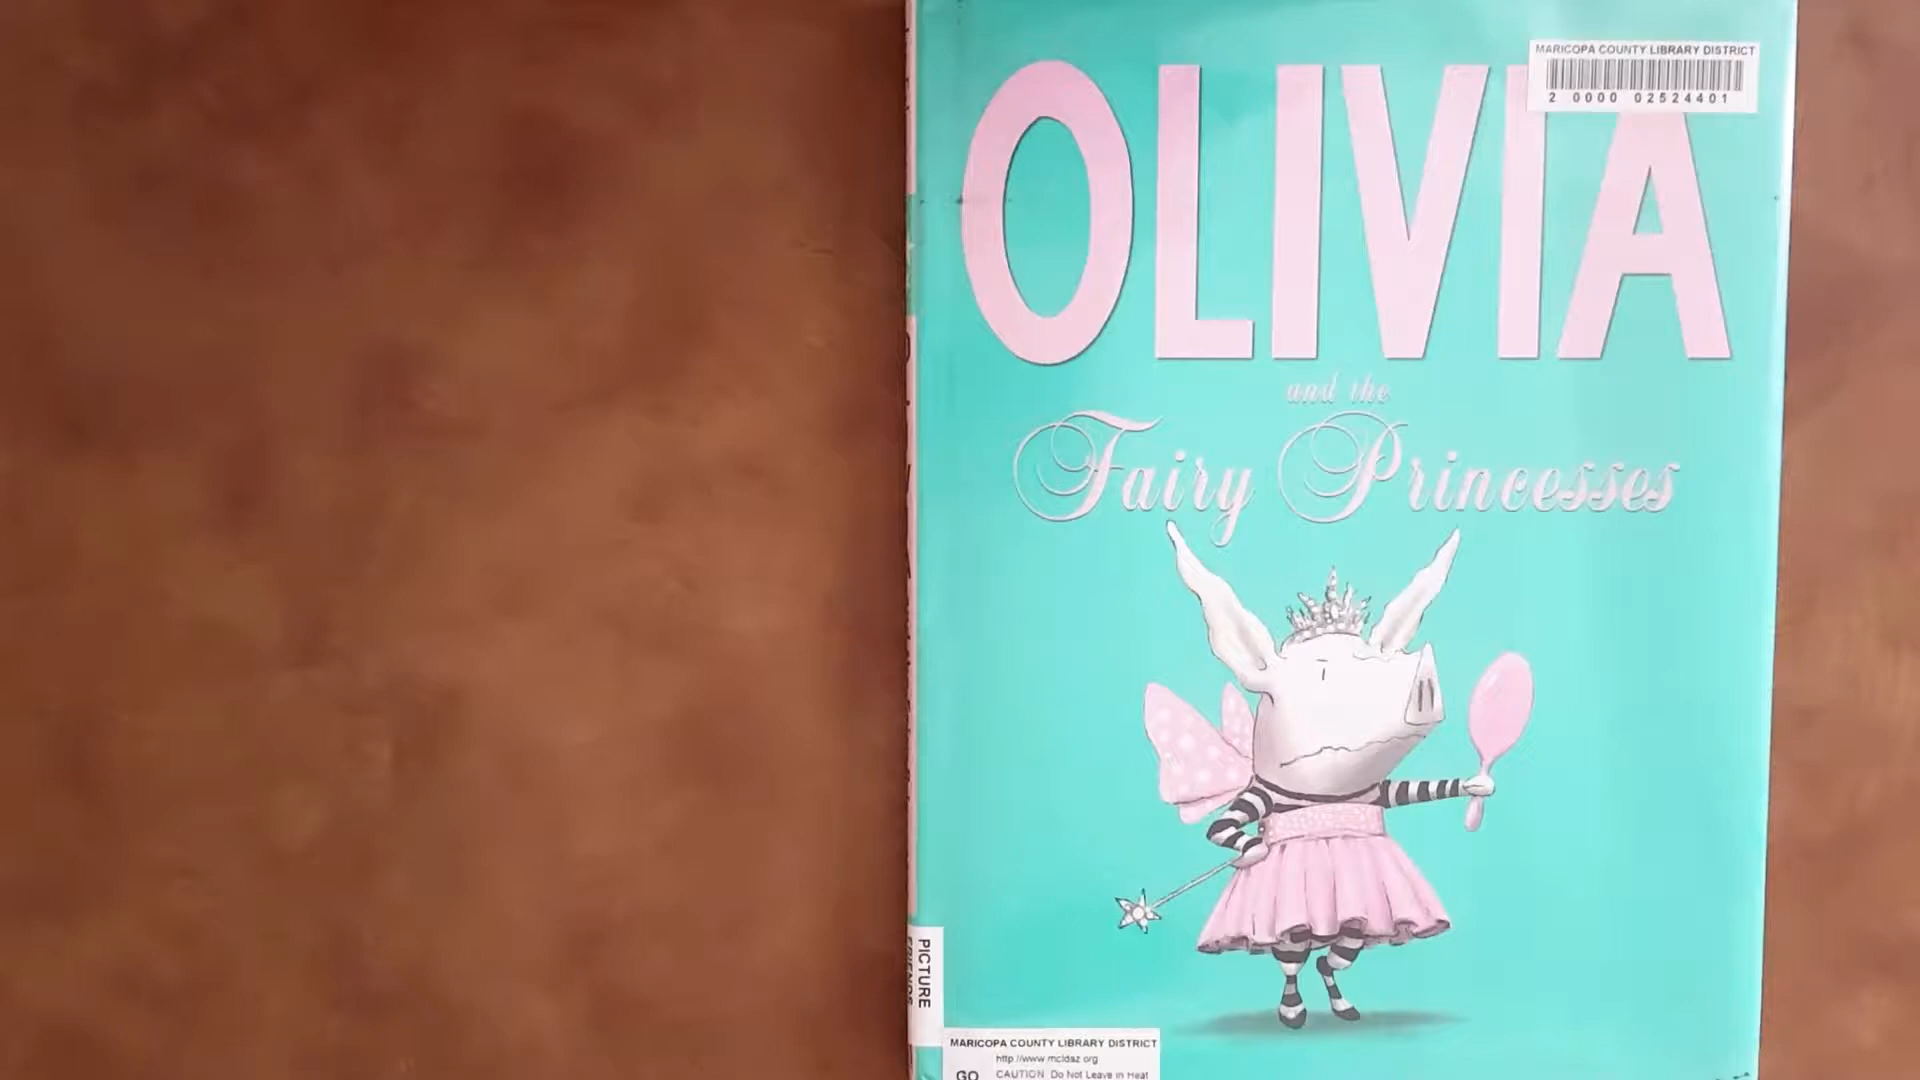 MARICOPA COUNTY LIBRARY DISTRICT
2 0000 02524401
OLIVIA
and the
Fairy Princesses
PICTURE
MARICOPA COUNTY LIBRARY DISTRICT
http://www.mcldaz.org
GO CAUTION Do Not Leave in Heat